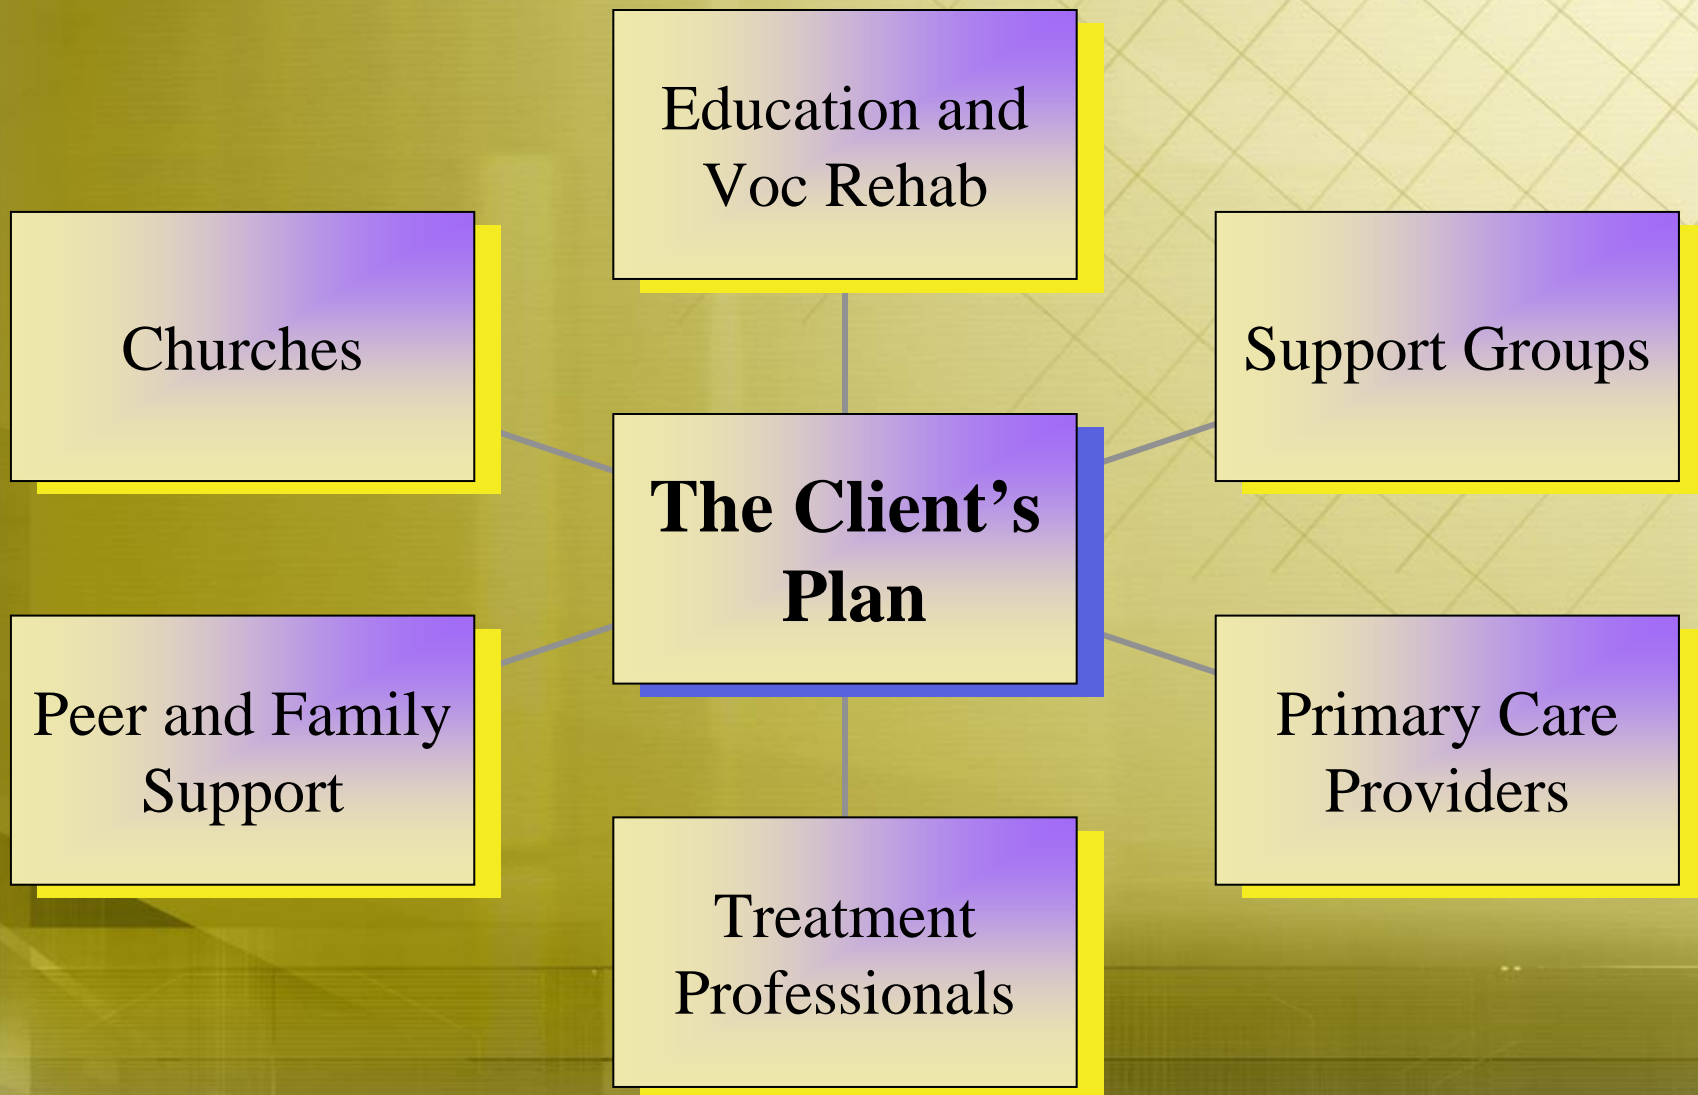 Education and
Voc Rehab
Churches
Support Groups
The Client’s
Plan
Peer and Family
Support
Primary Care
Providers
Treatment
Professionals